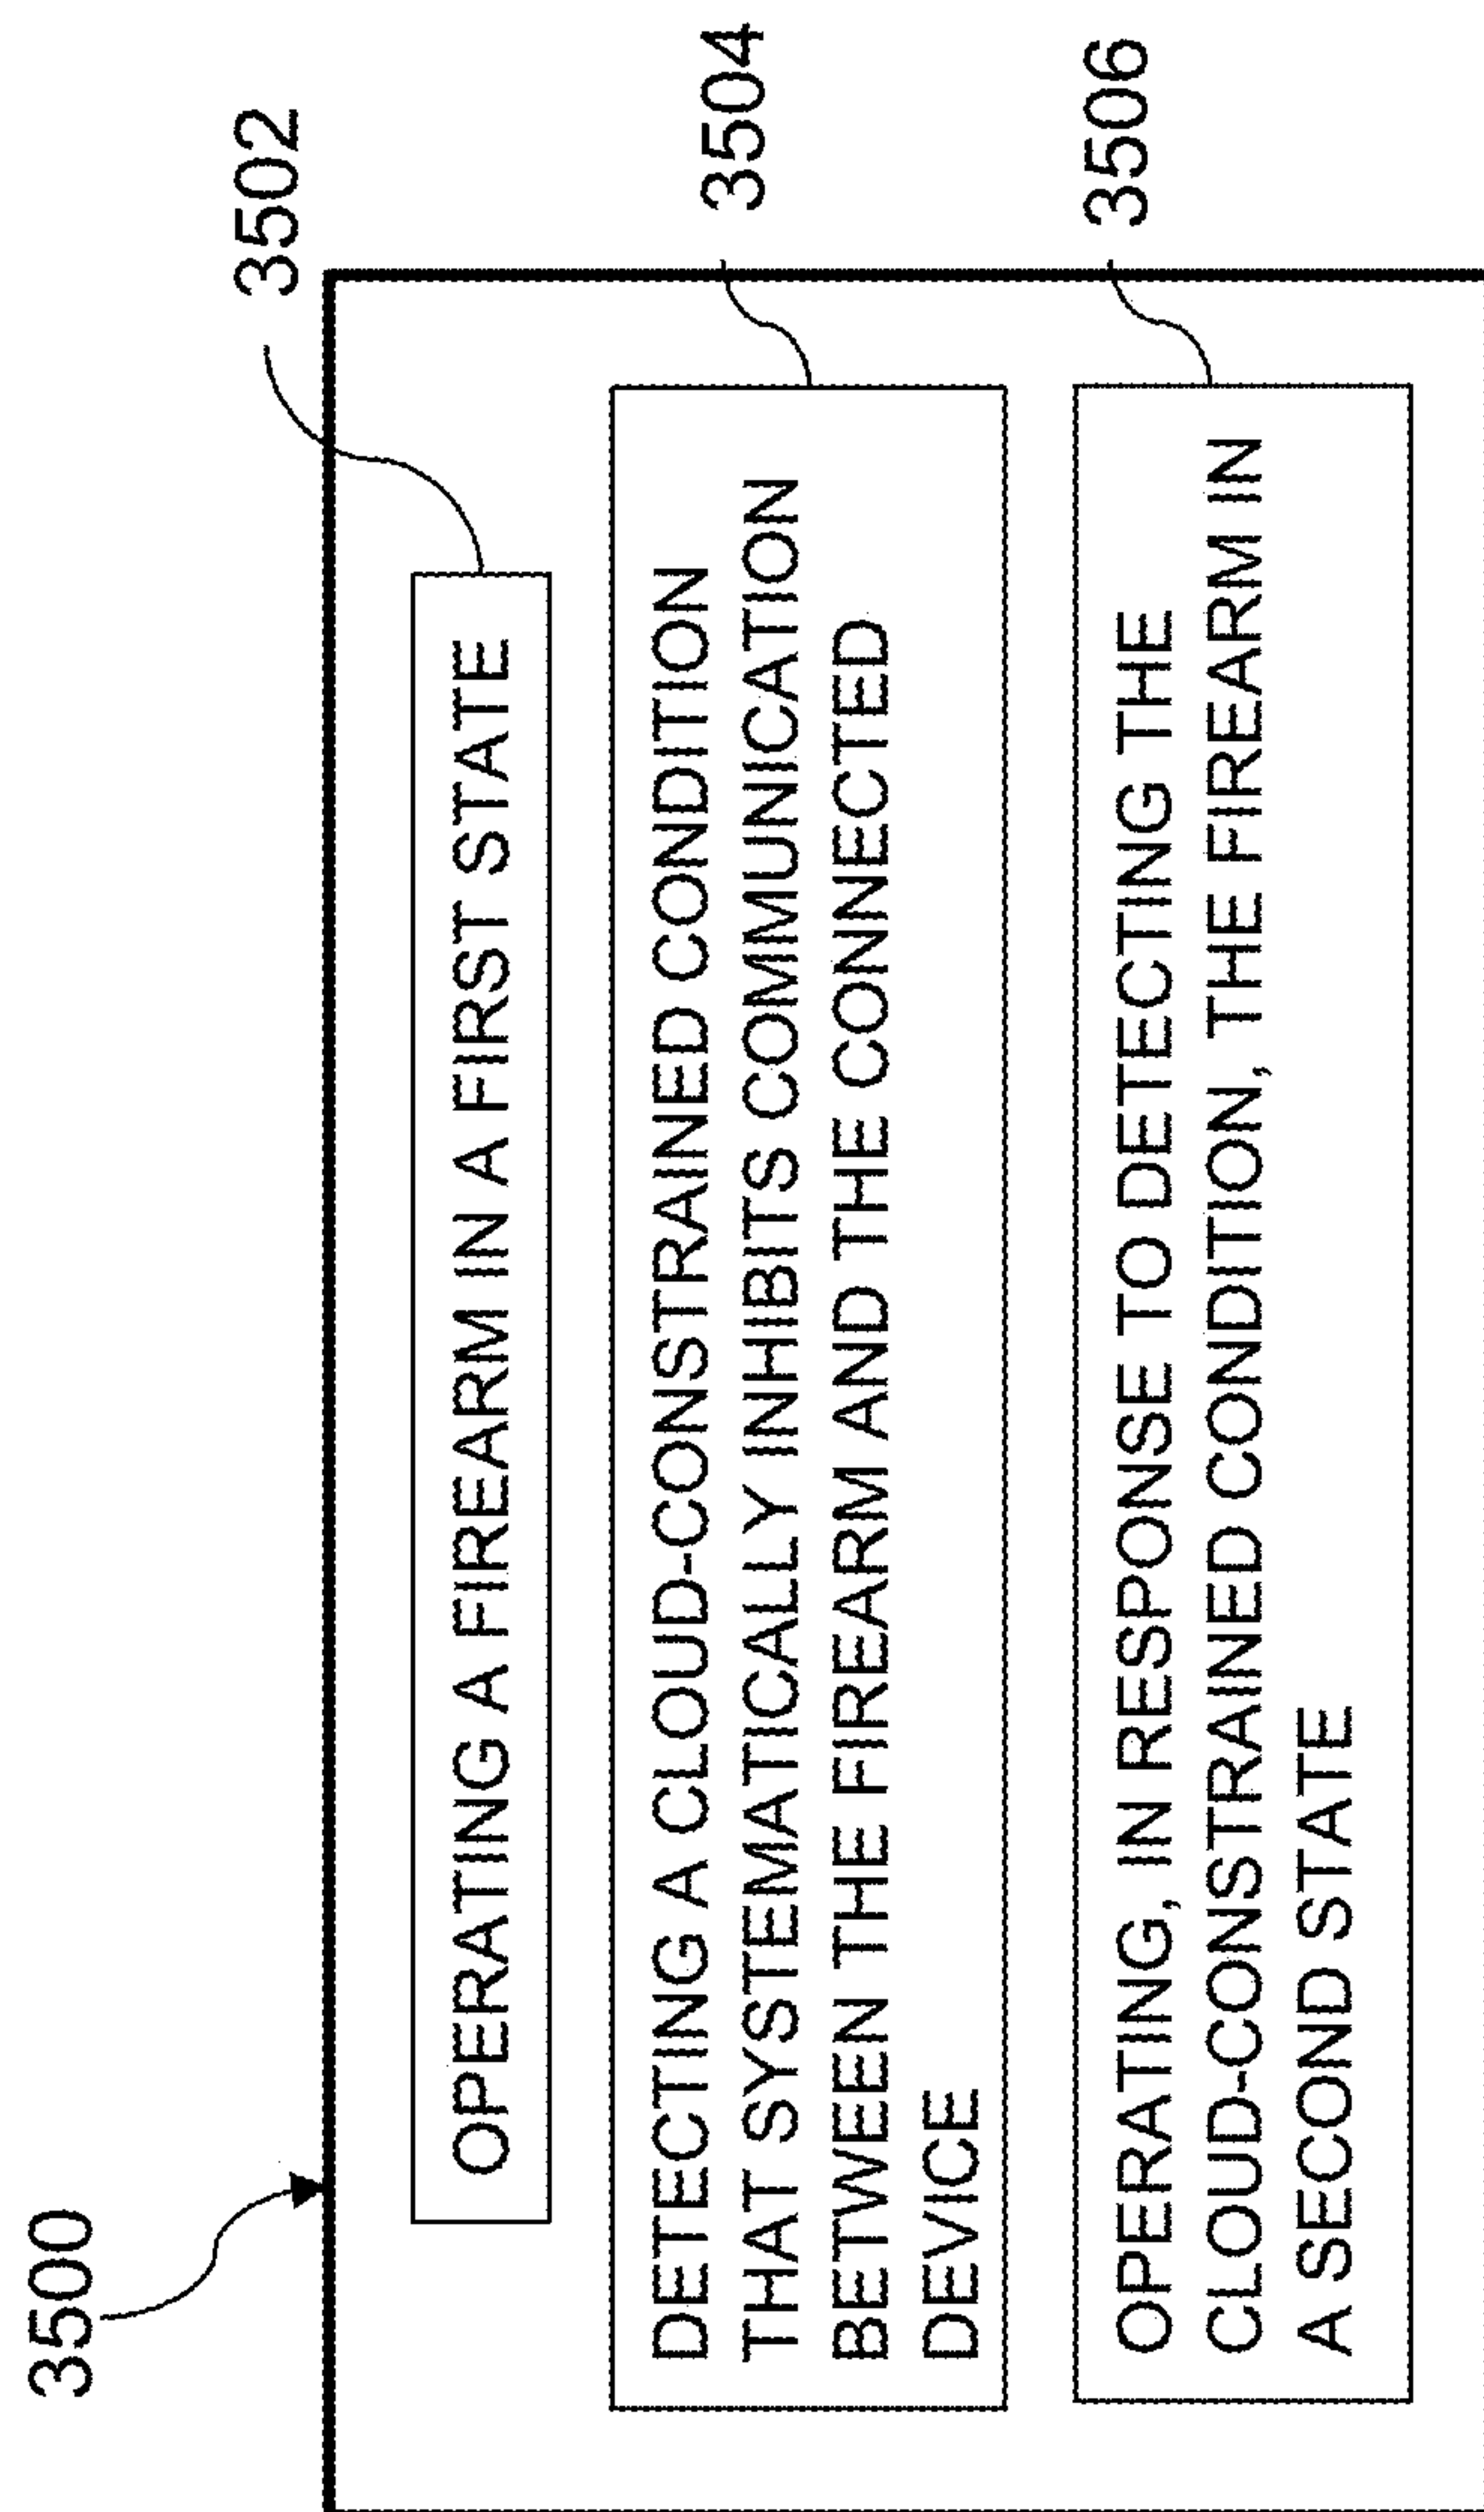 3500
3502
OPERATING A FIREARM IN A FIRST STATE
3504
DETECTING A CLOUD-CONSTRAINED CONDITION
THAT SYSTEMATICALLY INHIBITS COMMUNICATION
BETWEEN THE FIREARM AND THE CONNECTED
DEVICE
3506
OPERATING, IN RESPONSE TO DETECTING THE
CLOUD-CONSTRAINED CONDITION, THE FIREARM IN
A SECOND STATE